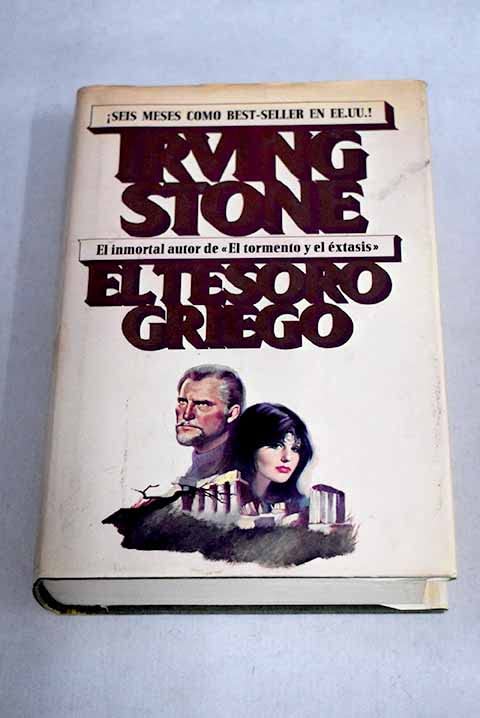 ¡SEIS MESES COMO BEST-SELLER EN EE.UU.!
IRVING
STONE
El inmortal autor de «El tormento y el éxtasis»
EL TESORO
GRIEGO